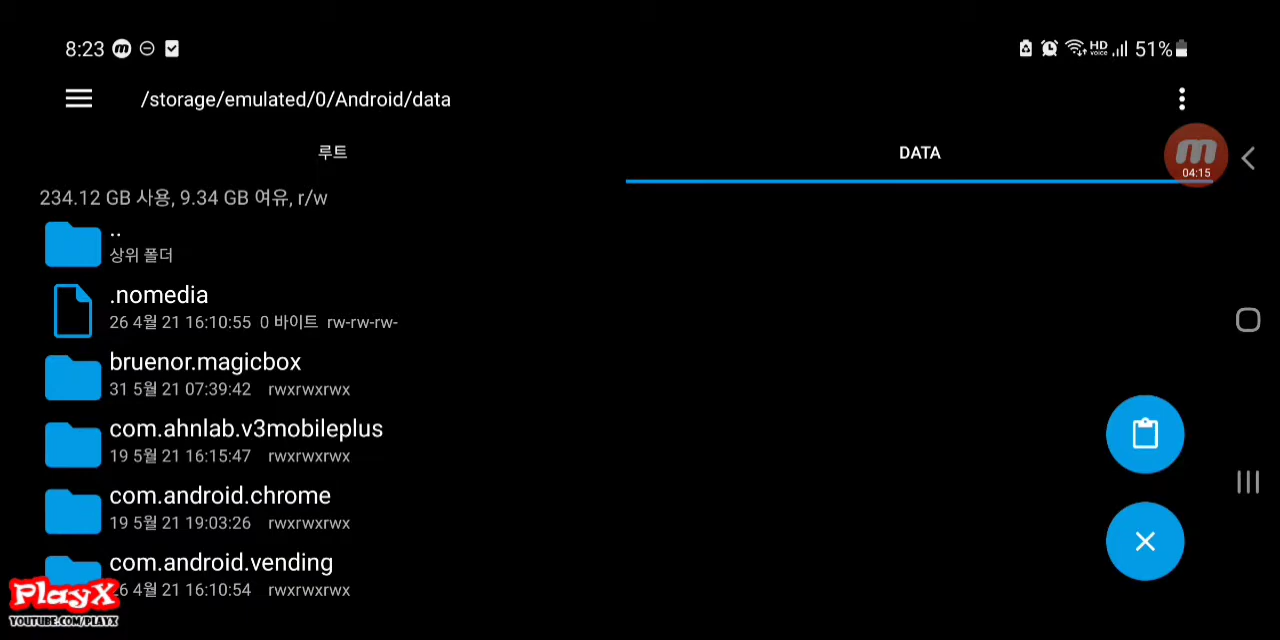 8:23 51%
HD
voice
/storage/emulated/0/Android/data
루트 DATA
04:15
234.12 GB 사용, 9.34 GB 여유, r/w
..
상위 폴더
.nomedia
26 4월 21 16:10:55 0 바이트 rw-rw-rw-
bruenor.magicbox
31 5월 21 07:39:42 rwxrwxrwx
com.ahnlab.v3mobileplus
19 5월 21 16:15:47 rwxrwxrwx
com.android.chrome
19 5월 21 19:03:26 rwxrwxrwx
com.android.vending
26 4월 21 16:10:54 rwxrwxrwx
PlayX
YOUTUBE.COM/PLAYX